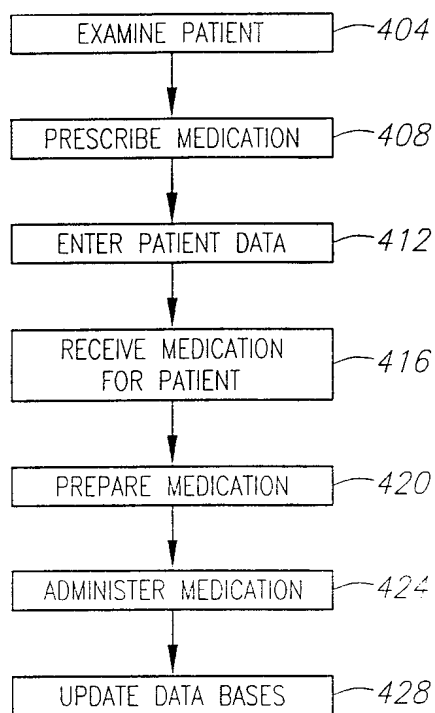 EXAMINE PATIENT 404
PRESCRIBE MEDICATION 408
ENTER PATIENT DATA 412
RECEIVE MEDICATION
FOR PATIENT 416
PREPARE MEDICATION 420
ADMINISTER MEDICATION 424
UPDATE DATA BASES 428